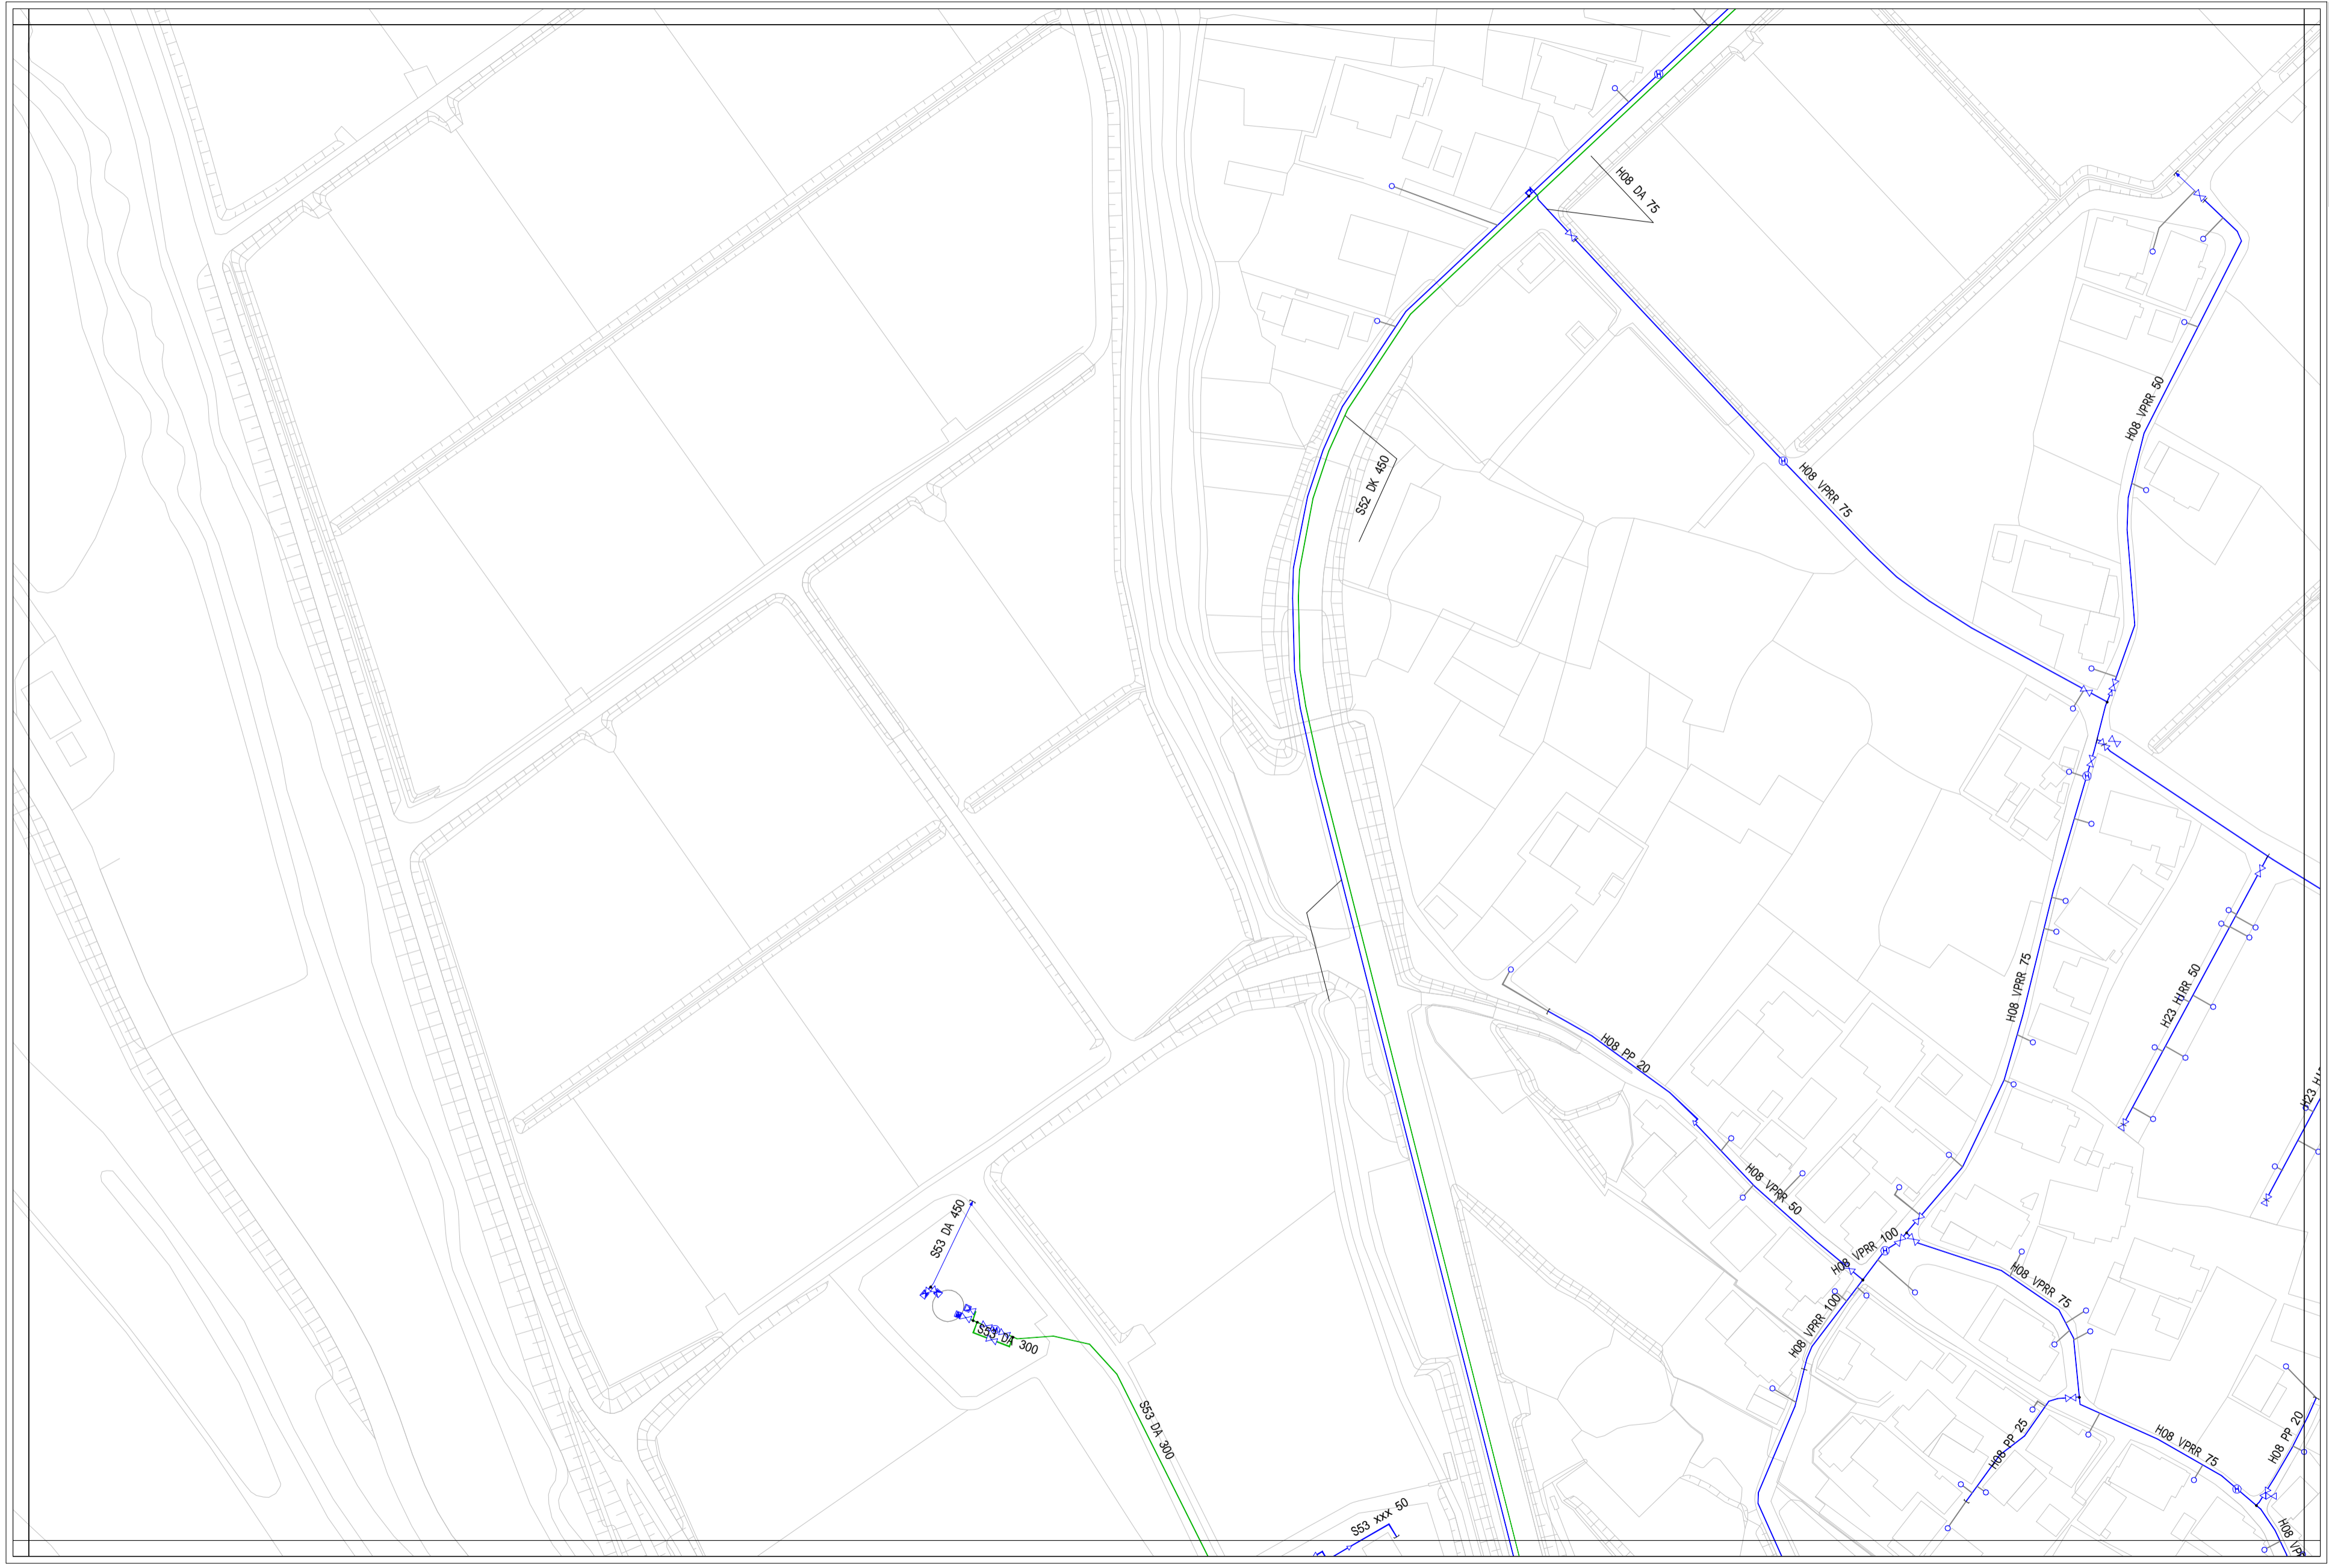 H08 DA 75
H08 VPRR 50
S52 DK 450
H08 VPRR 75
H08 VPRR 75
H23 HIRR 50
H08 PP 20
H23
H08 VPRR 50
S53 DA 450
H08 VPRR 100
H08 VPRR 75
H08 VPRR 100
S53 DA 300
S53 DA 300
H08 PP 25
H08 VPRR 75
H08 PP 20
S53 xxx 50
H08
H
H
H
H
H